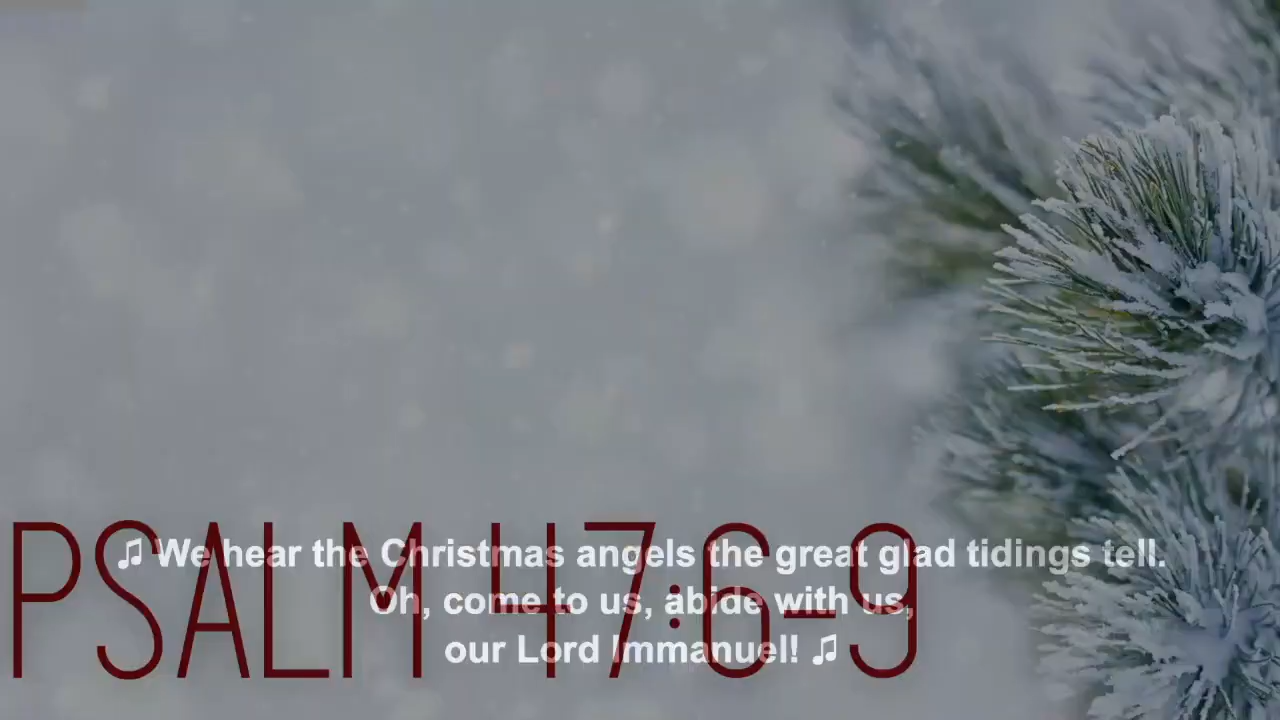 PSALM 47:6-9
♫ We hear the Christmas angels the great glad tidings tell.
Oh, come to us, abide with us,
our Lord Immanuel! ♫